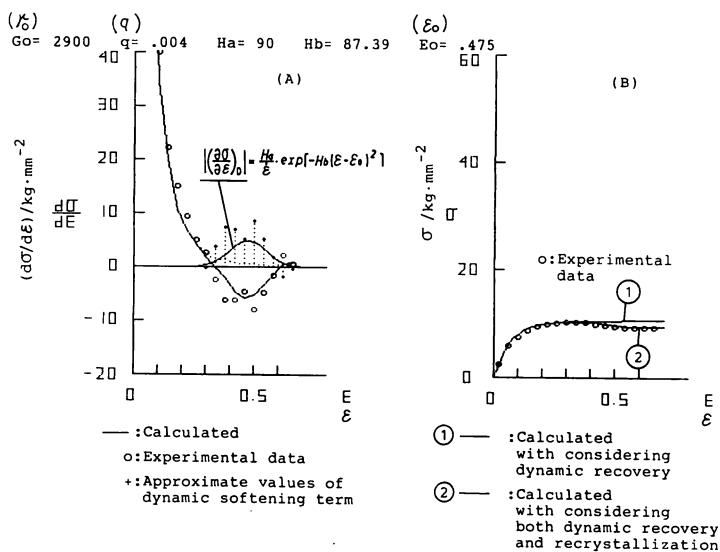 (γ̇₀) (q) (ε₀)
Go= 2900 q= .004 Ha= 90 Hb= 87.39 Eo= .475
(A)
40
30
20
10
0
-10
-20
(dσ/dε)/kg·mm⁻²
dσ/dE
|(∂σ/∂ε)_D| = Ha/ε · exp[-Hb(ε-ε₀)²]
0 0.5 E
ε
—:Calculated
o:Experimental data
+:Approximate values of
dynamic softening term
(B)
60
40
20
0
σ /kg·mm⁻²
σ
o:Experimental
data
1
2
0 0.5 E
ε
① — :Calculated
with considering
dynamic recovery
② — :Calculated
with considering
both dynamic recovery
and recrystallization